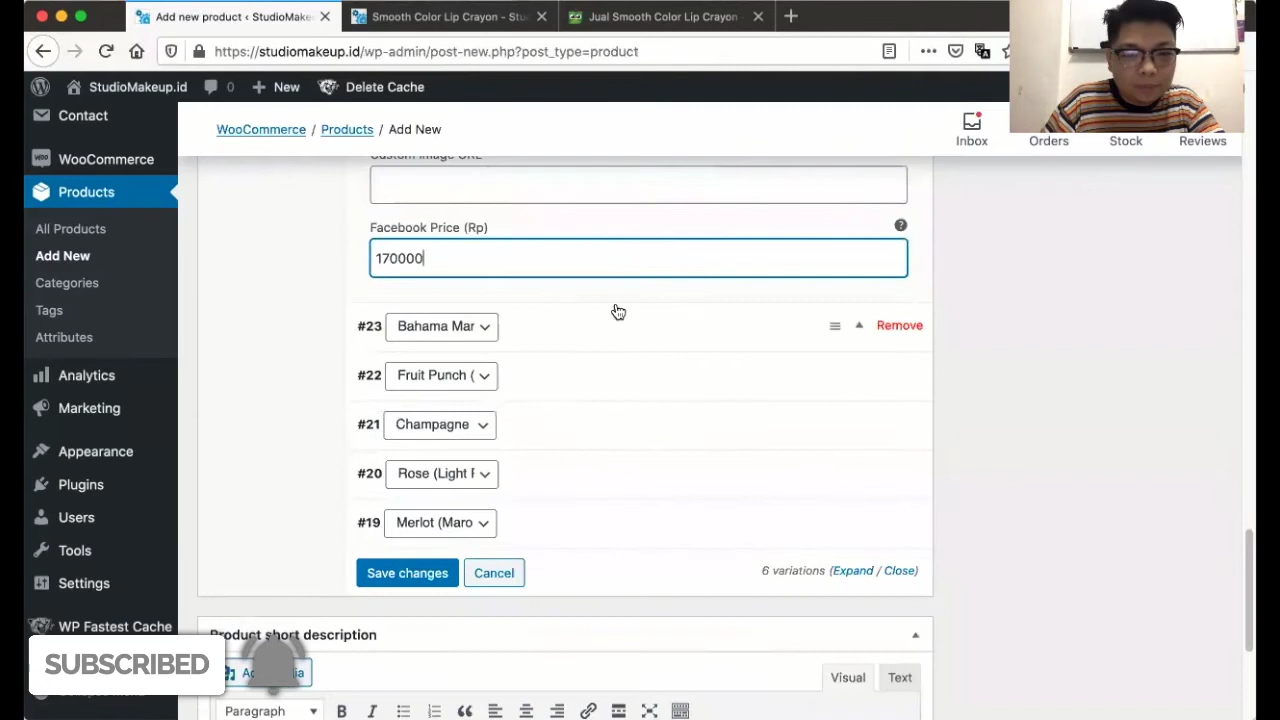 Add new product ‹ StudioMake
Smooth Color Lip Crayon - Stu
Jual Smooth Color Lip Crayon
https://studiomakeup.id/wp-admin/post-new.php?post_type=product
StudioMakeup.id
0
New
Delete Cache
Contact
WooCommerce
Products
All Products
Add New
Categories
Tags
Attributes
Analytics
Marketing
Appearance
Plugins
Users
Tools
Settings
WP Fastest Cache
WooCommerce / Products / Add New
Inbox
Orders
Stock
Reviews
Custom Image URL
Facebook Price (Rp)
170000
#23 Bahama Mar
Remove
#22 Fruit Punch (
#21 Champagne
#20 Rose (Light F
#19 Merlot (Maro
Save changes
Cancel
6 variations (Expand / Close)
Product short description
Visual
Text
Paragraph
SUBSCRIBED